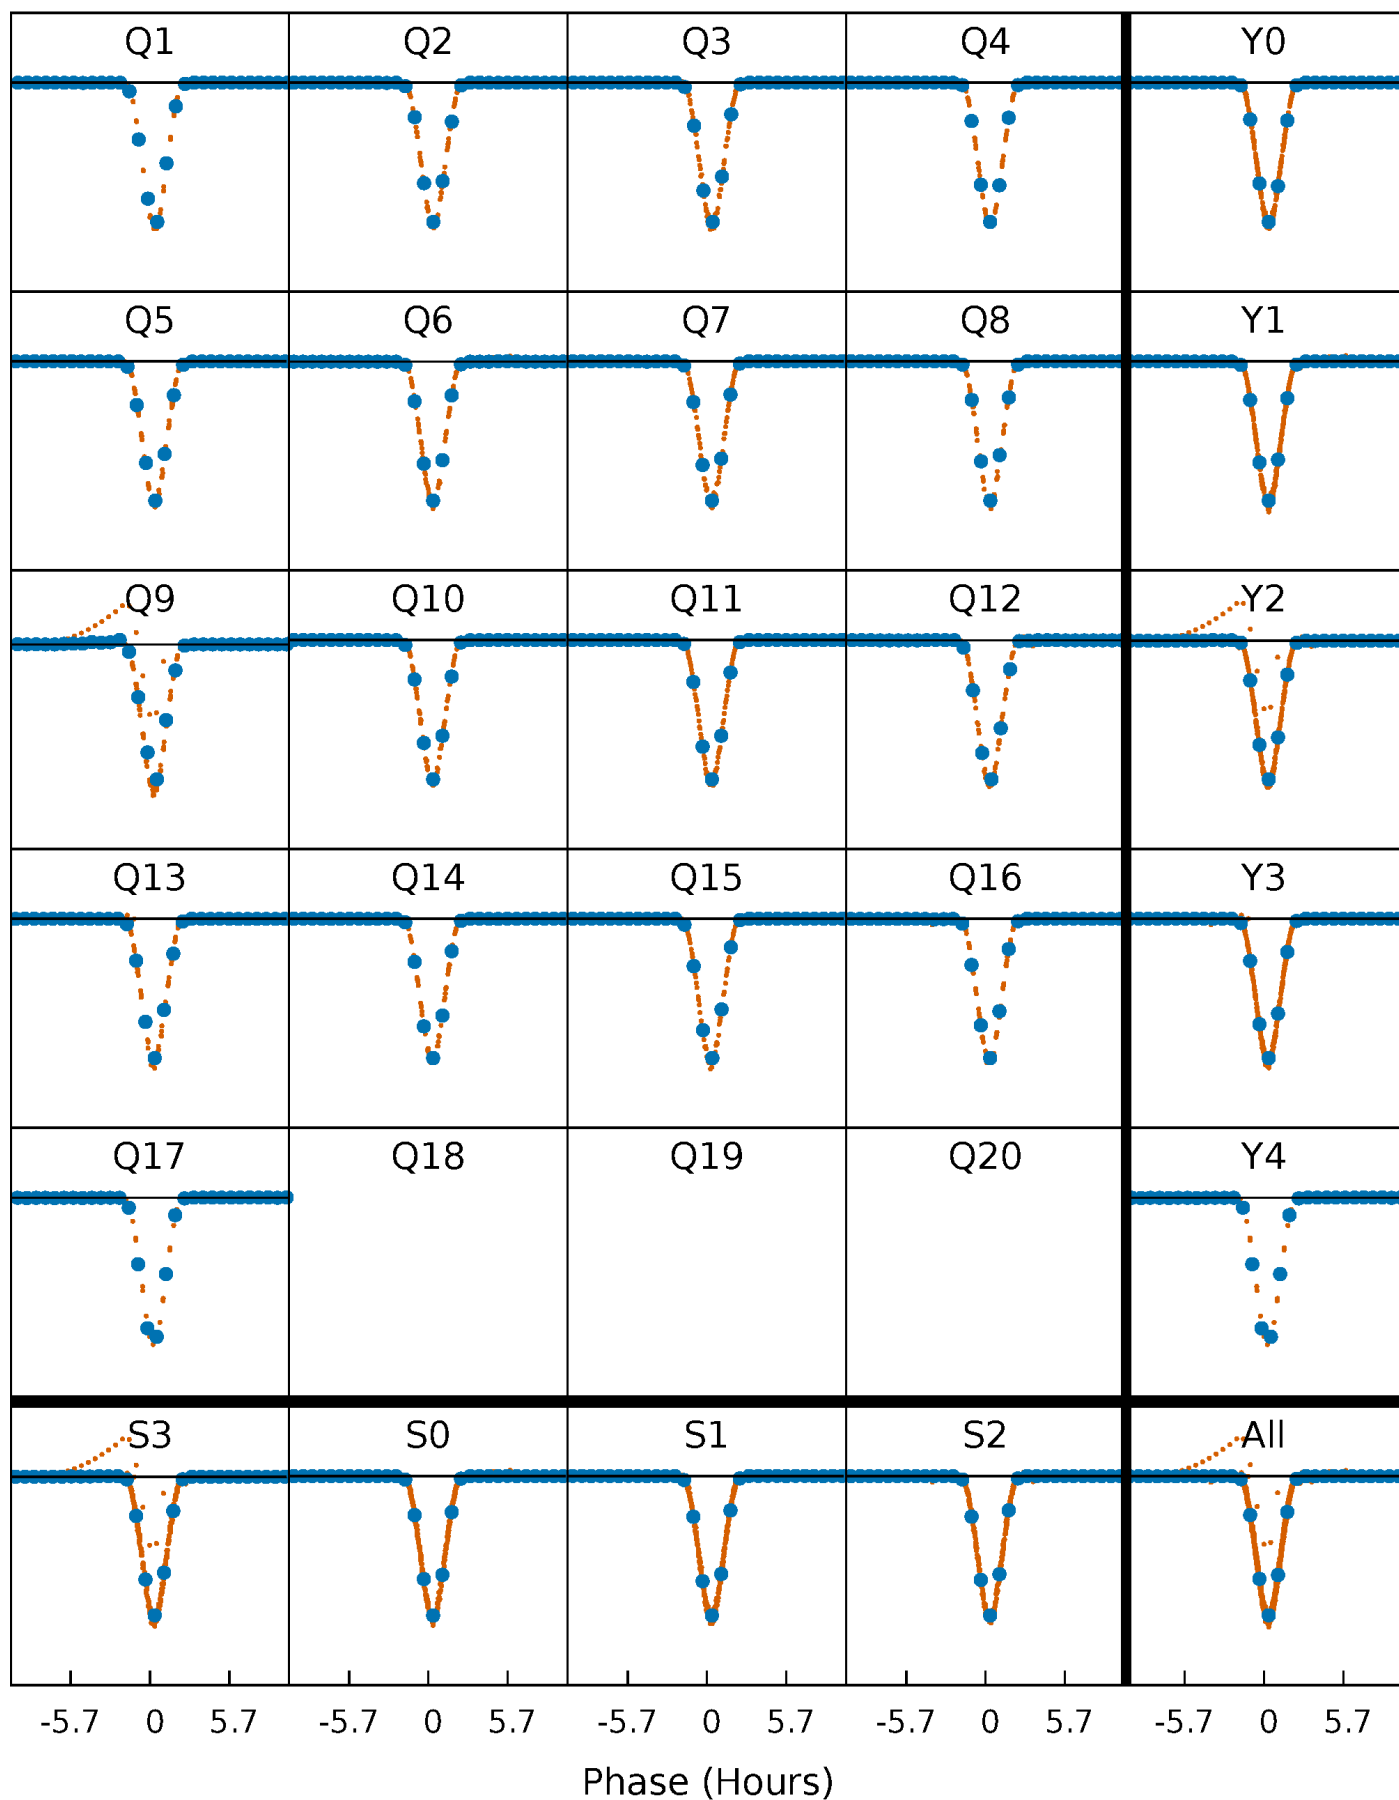 Q1 Q2 Q3 Q4 Y0
Q5 Q6 Q7 Q8 Y1
Q9 Q10 Q11 Q12 Y2
Q13 Q14 Q15 Q16 Y3
Q17 Q18 Q19 Q20 Y4
S3 S0 S1 S2 All
-5.7 0 5.7 -5.7 0 5.7 -5.7 0 5.7 -5.7 0 5.7 -5.7 0 5.7
Phase (Hours)